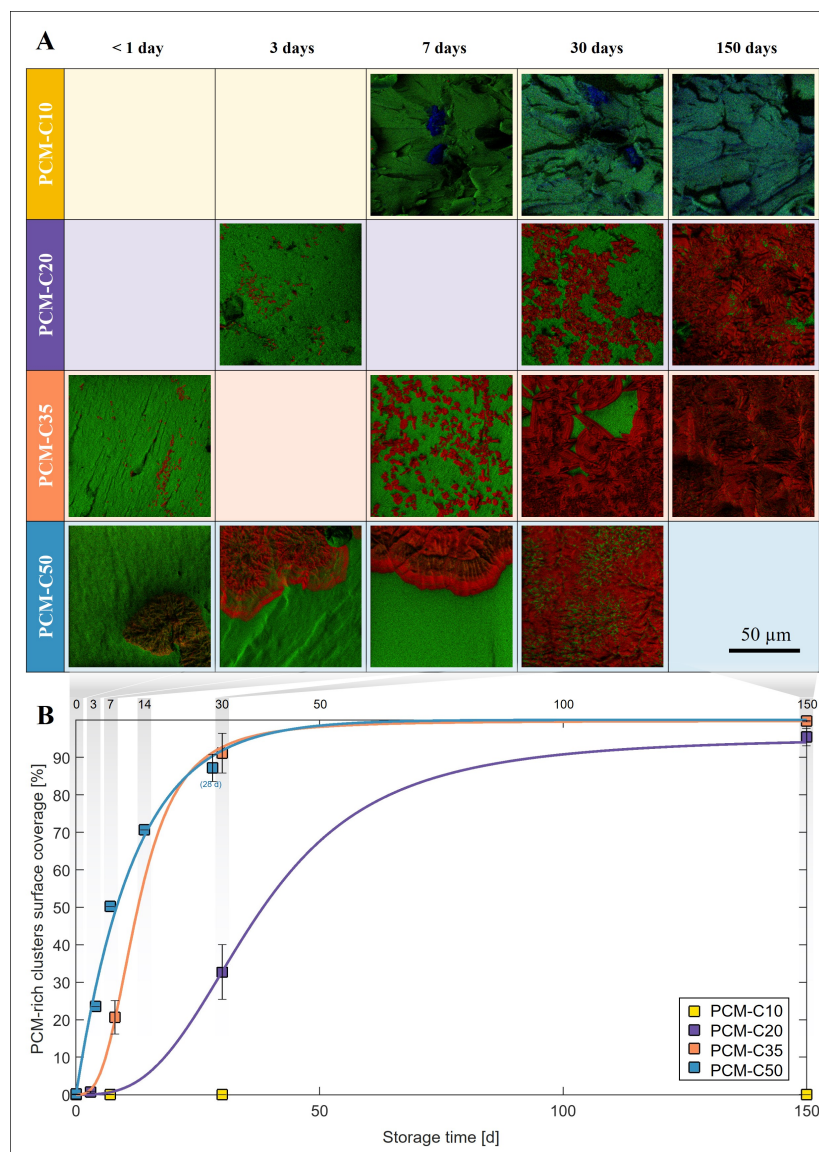 A
< 1 day
3 days
7 days
30 days
150 days
PCM-C10
PCM-C20
PCM-C35
PCM-C50
50 µm
B
0
3
7
14
30
50
100
150
90
80
70
60
50
40
30
20
10
0
PCM-rich clusters surface coverage [%]
(28 d)
PCM-C10
PCM-C20
PCM-C35
PCM-C50
0
50
100
150
Storage time [d]